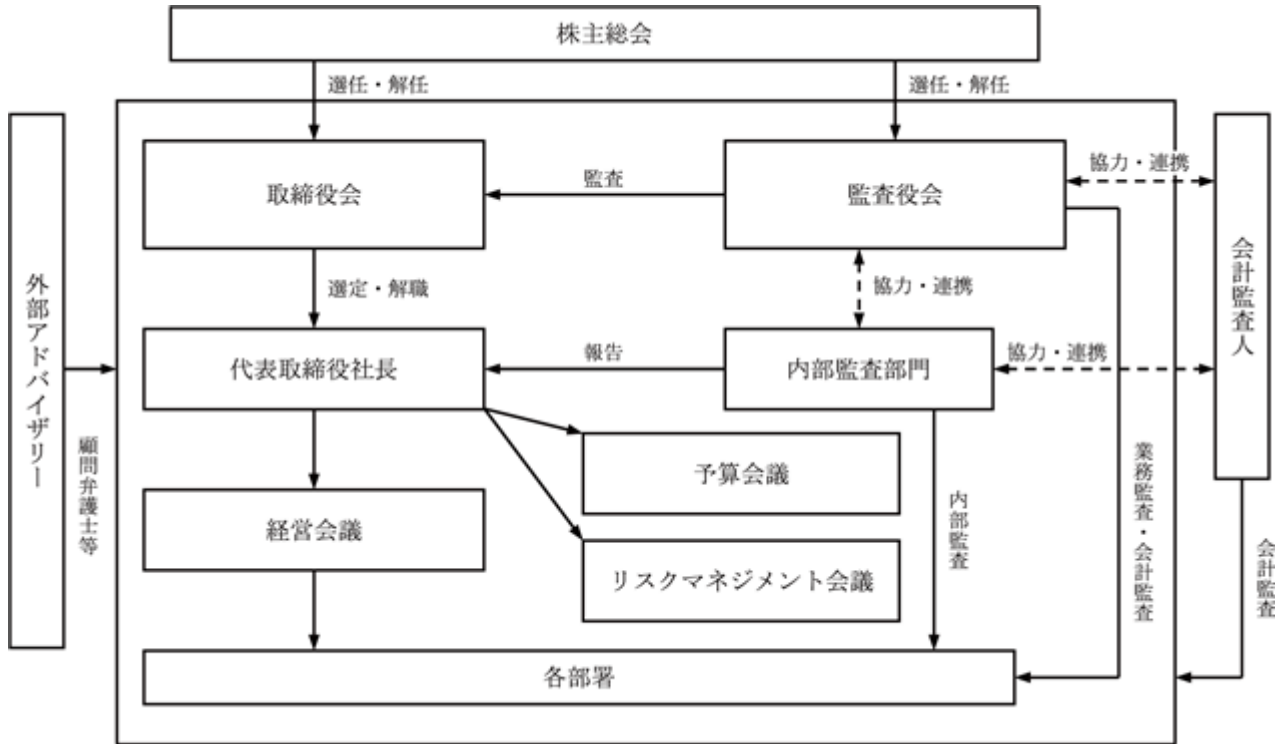 株主総会
選任・解任
選任・解任
取締役会
監査
監査役会
協力・連携
選定・解職
協力・連携
代表取締役社長
報告
内部監査部門
協力・連携
予算会議
経営会議
リスクマネジメント会議
内部監査
業務監査・会計監査
各部署
外部アドバイザリー
顧問弁護士等
会計監査人
会計監査